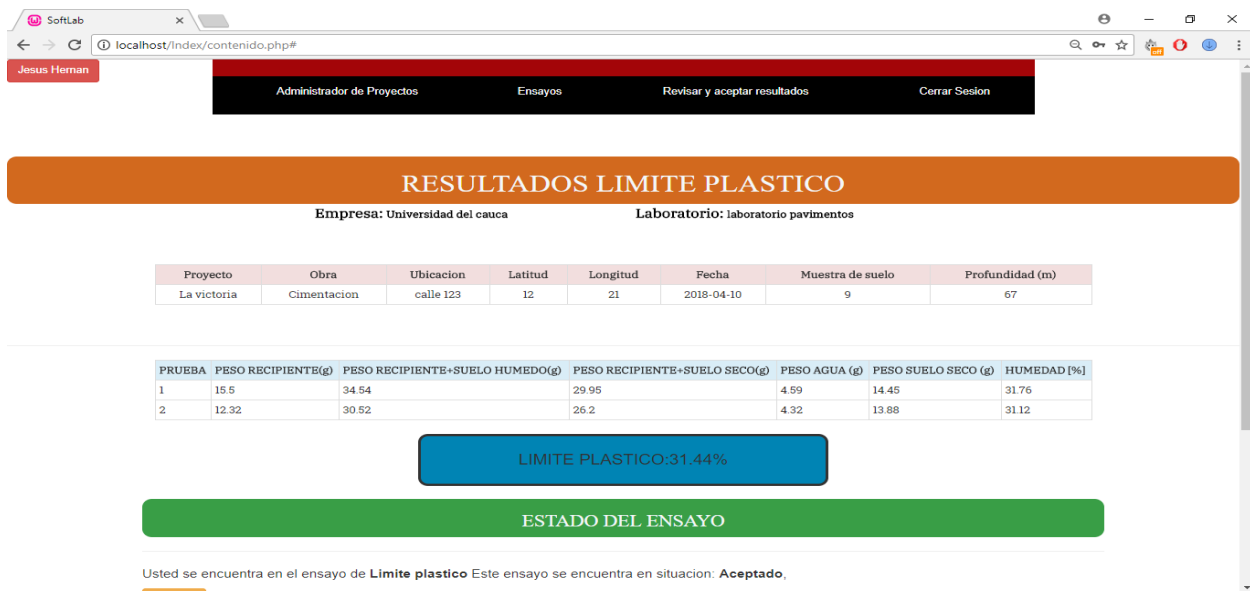 SoftLab
localhost/Index/contenido.php#
off
Jesus Hernan
Administrador de Proyectos Ensayos Revisar y aceptar resultados Cerrar Sesion
RESULTADOS LIMITE PLASTICO
Empresa: Universidad del cauca Laboratorio: laboratorio pavimentos
Proyecto Obra Ubicacion Latitud Longitud Fecha Muestra de suelo Profundidad (m)
La victoria Cimentacion calle 123 12 21 2018-04-10 9 67
PRUEBA PESO RECIPIENTE(g) PESO RECIPIENTE+SUELO HUMEDO(g) PESO RECIPIENTE+SUELO SECO(g) PESO AGUA (g) PESO SUELO SECO (g) HUMEDAD [%]
1 15.5 34.54 29.95 4.59 14.45 31.76
2 12.32 30.52 26.2 4.32 13.88 31.12
LIMITE PLASTICO:31.44%
ESTADO DEL ENSAYO
Usted se encuentra en el ensayo de Limite plastico Este ensayo se encuentra en situacion: Aceptado,